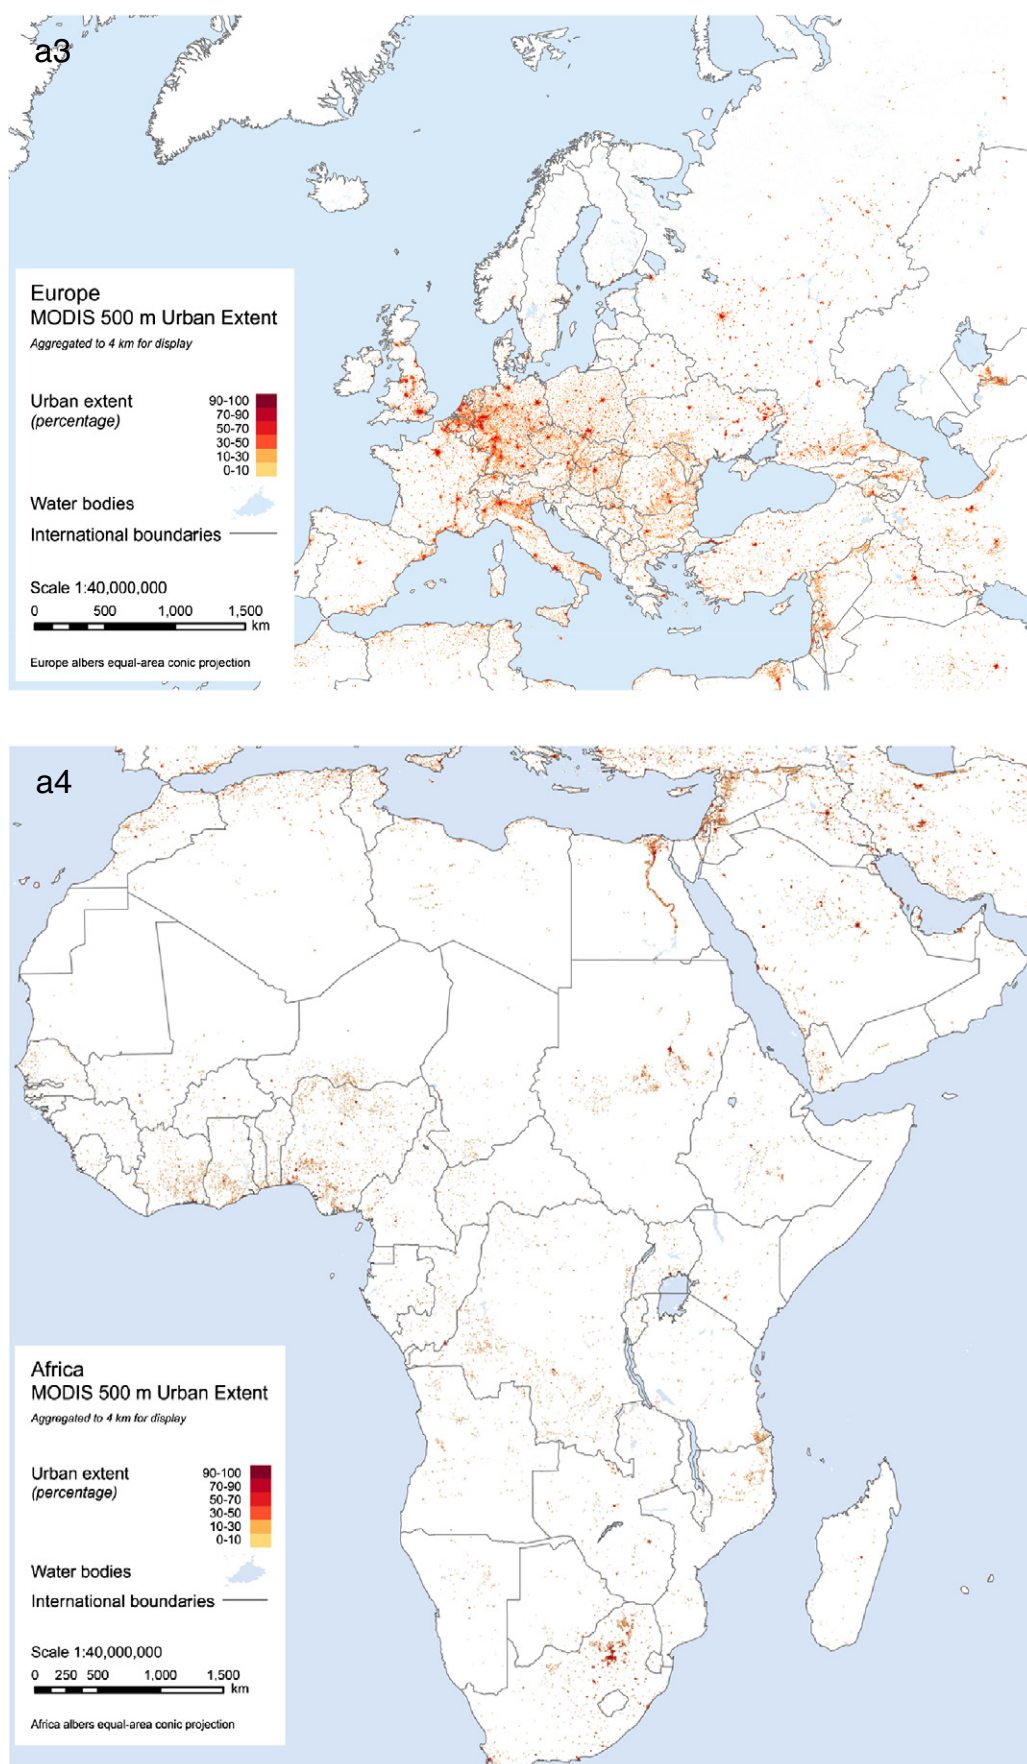 a3
Europe
MODIS 500 m Urban Extent
Aggregated to 4 km for display
Urban extent
(percentage)
90-100
70-90
50-70
30-50
10-30
0-10
Water bodies
International boundaries
Scale 1:40,000,000
0 500 1,000 1,500
km
Europe albers equal-area conic projection
a4
Africa
MODIS 500 m Urban Extent
Aggregated to 4 km for display
Urban extent
(percentage)
90-100
70-90
50-70
30-50
10-30
0-10
Water bodies
International boundaries
Scale 1:40,000,000
0 250 500 1,000 1,500
km
Africa albers equal-area conic projection